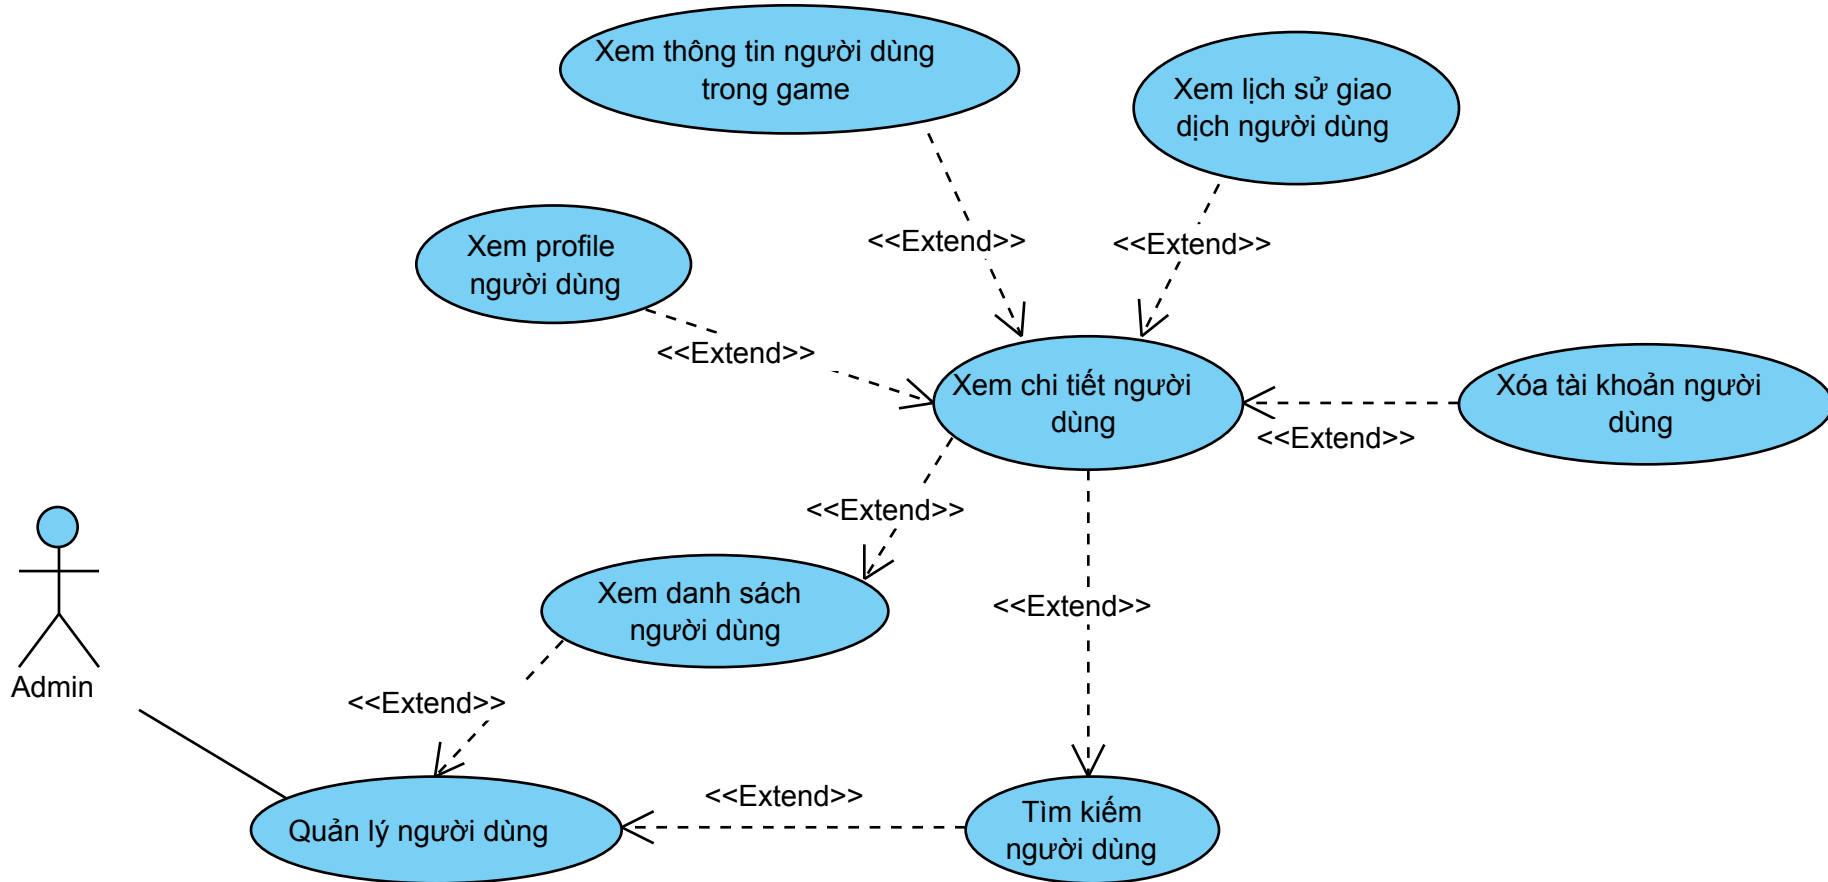 Xem thông tin người dùng
trong game
Xem lịch sử giao
dịch người dùng
<<Extend>>
<<Extend>>
Xem profile
người dùng
<<Extend>>
Xem chi tiết người
dùng
Xóa tài khoản người
dùng
<<Extend>>
<<Extend>>
Xem danh sách
người dùng
<<Extend>>
Admin
<<Extend>>
<<Extend>>
Quản lý người dùng
Tìm kiếm
người dùng